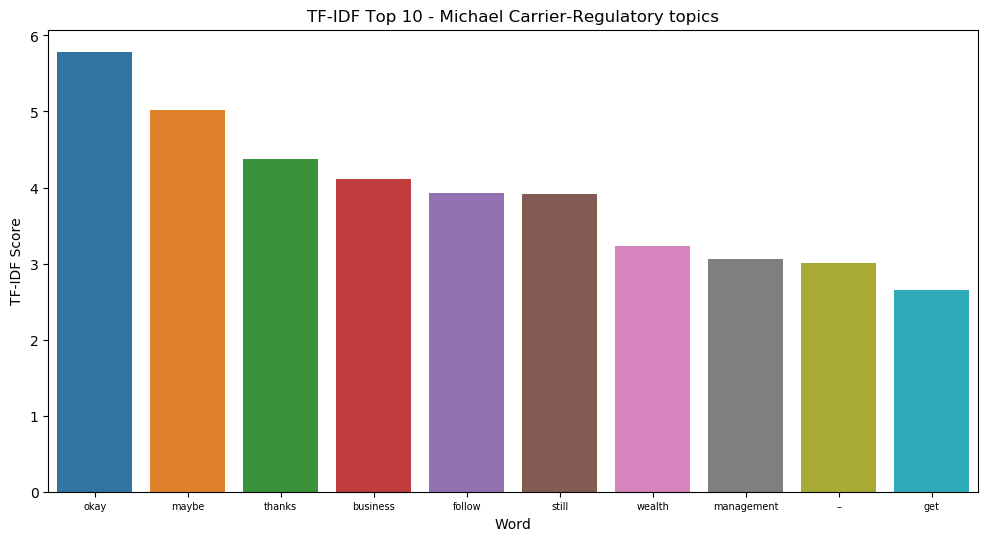 TF-IDF Top 10 - Michael Carrier-Regulatory topics
6
5
4
3
2
1
0
TF-IDF Score
okay maybe thanks business follow still wealth management – get
Word